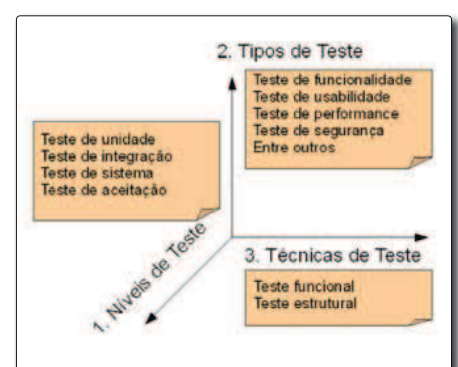 2. Tipos de Teste
Teste de funcionalidade
Teste de usabilidade
Teste de performance
Teste de segurança
Entre outros
Teste de unidade
Teste de integração
Teste de sistema
Teste de aceitação
1. Níveis de Teste
3. Técnicas de Teste
Teste funcional
Teste estrutural